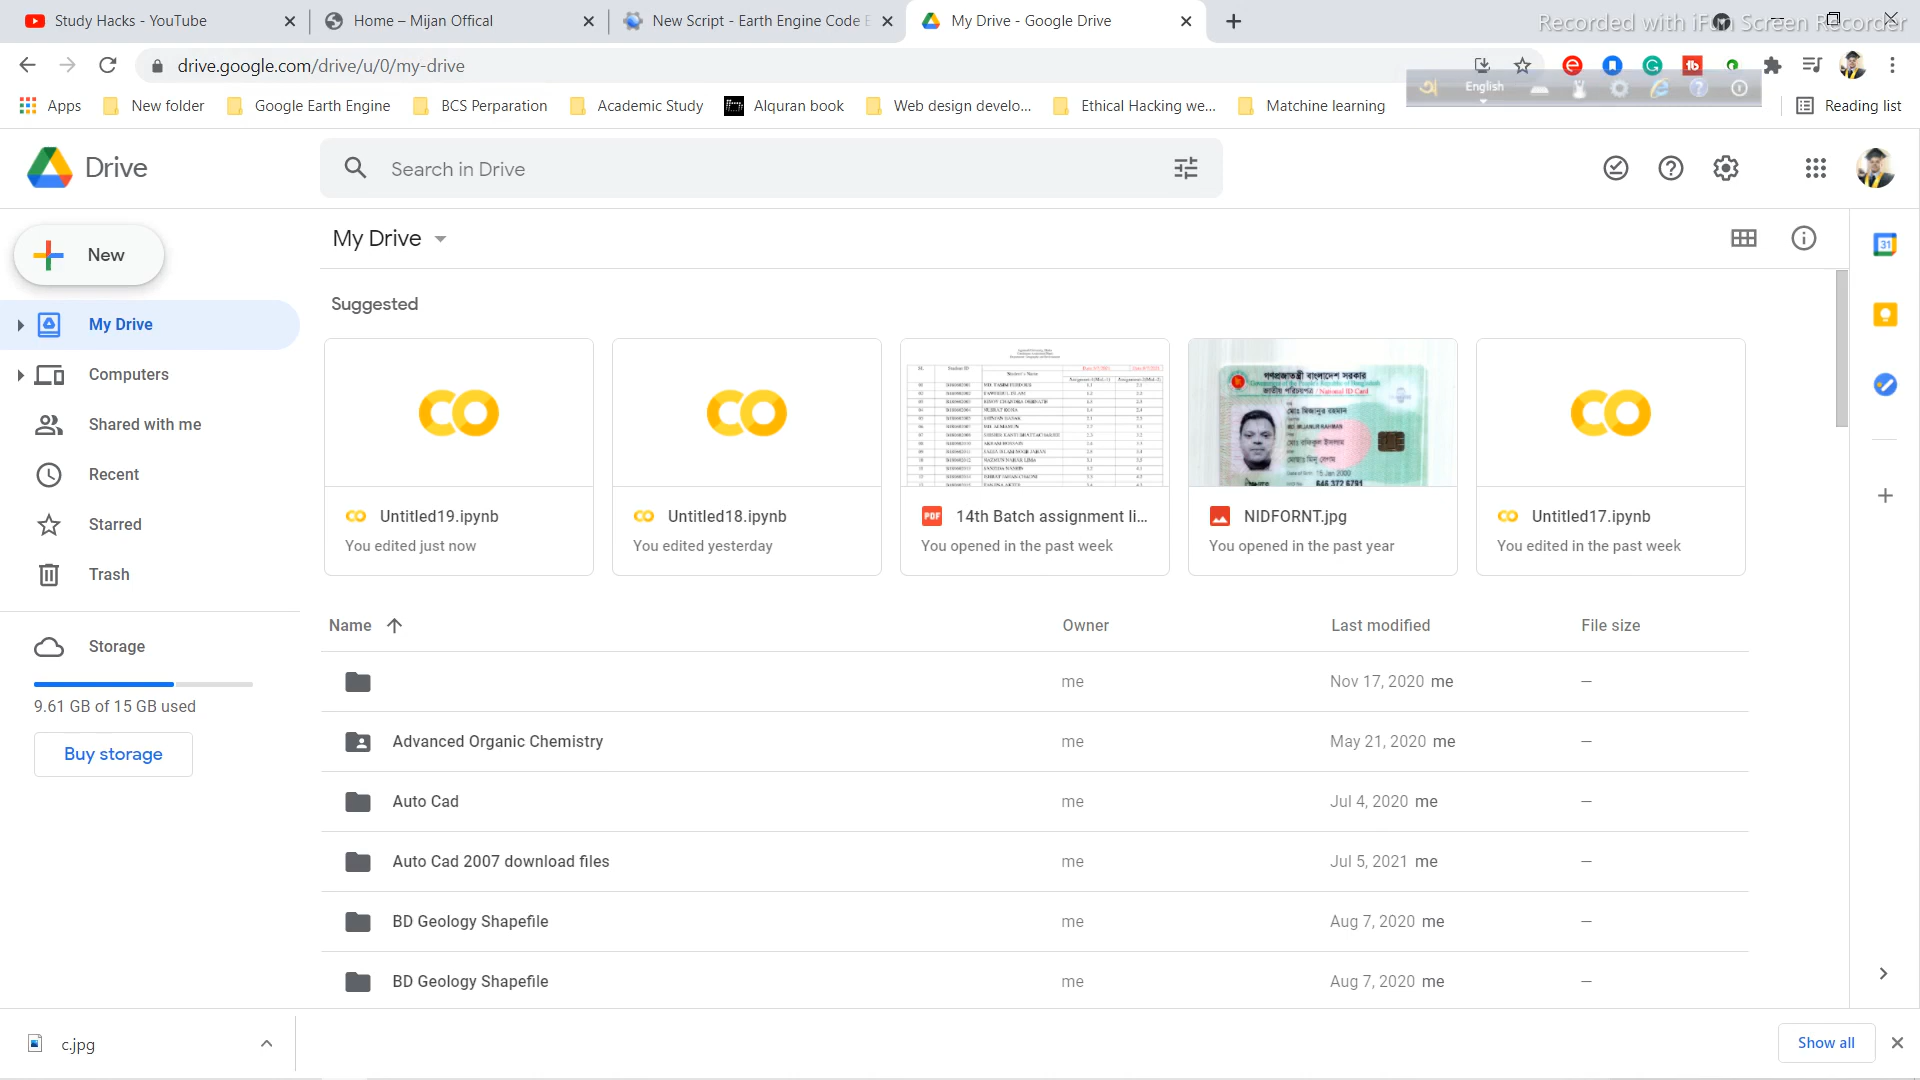 Study Hacks - YouTube
Home – Mijan Offical
New Script - Earth Engine Code E
My Drive - Google Drive
Recorded with iFun Screen Recorder
drive.google.com/drive/u/0/my-drive
English
Apps
New folder
Google Earth Engine
BCS Perparation
Academic Study
Alquran book
Web design develo...
Ethical Hacking we...
Matchine learning
Reading list
Drive
Search in Drive
New
My Drive
Suggested
My Drive
Computers
Shared with me
Recent
Starred
Trash
Storage
9.61 GB of 15 GB used
Buy storage
গণপ্রজাতন্ত্রী বাংলাদেশ সরকার
Untitled19.ipynb
You edited just now
Untitled18.ipynb
You edited yesterday
PDF
14th Batch assignment li...
You opened in the past week
NIDFORNT.jpg
You opened in the past year
Untitled17.ipynb
You edited in the past week
31
Name
Owner
Last modified
File size
me
Nov 17, 2020 me
–
Advanced Organic Chemistry
me
May 21, 2020 me
–
Auto Cad
me
Jul 4, 2020 me
–
Auto Cad 2007 download files
me
Jul 5, 2021 me
–
BD Geology Shapefile
me
Aug 7, 2020 me
–
BD Geology Shapefile
me
Aug 7, 2020 me
–
c.jpg
Show all